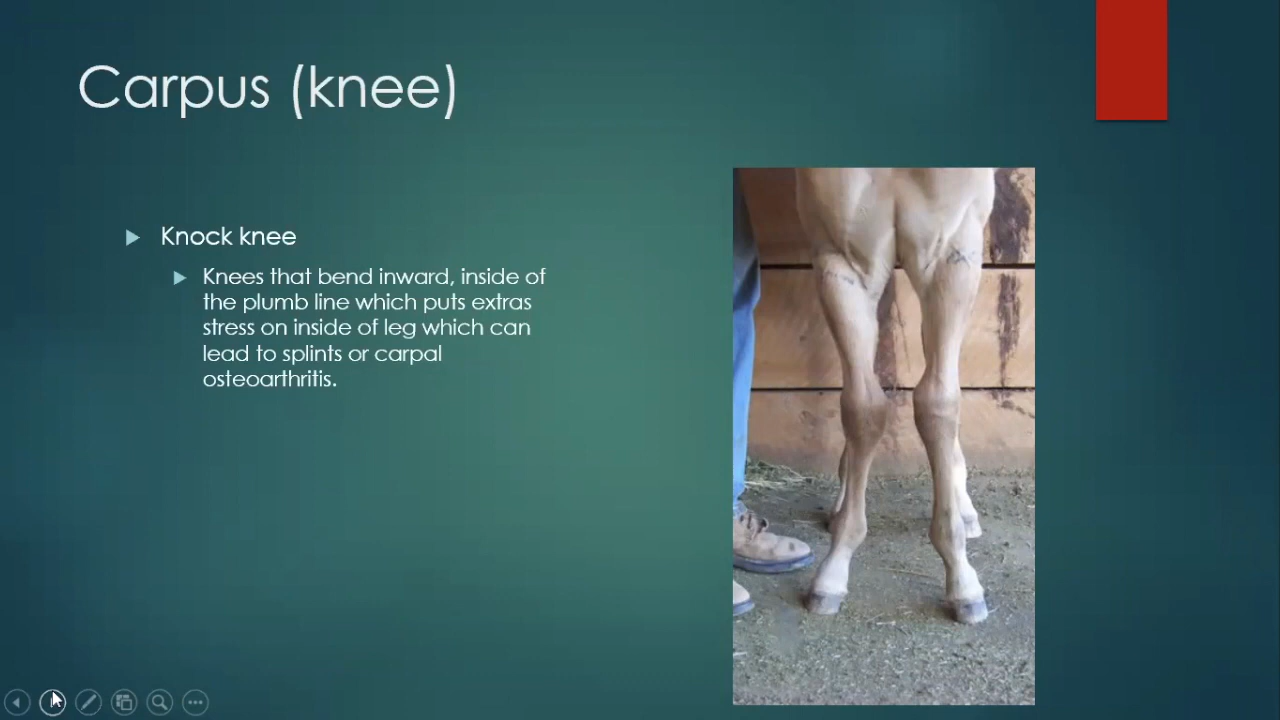 Carpus (knee)
Knock knee
Knees that bend inward, inside of
the plumb line which puts extras
stress on inside of leg which can
lead to splints or carpal
osteoarthritis.